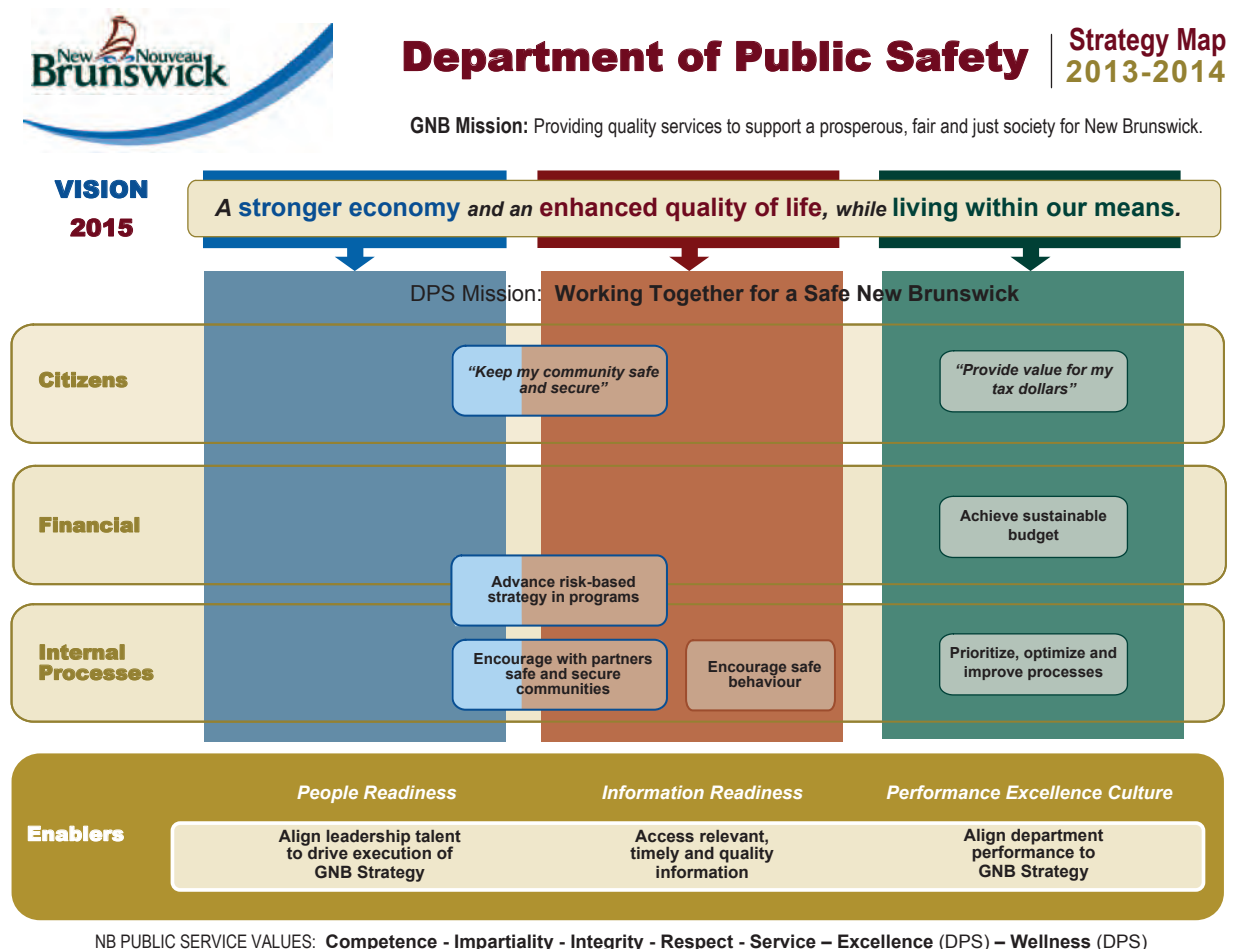 New Nouveau
Brunswick
Department of Public Safety
Strategy Map
2013-2014
GNB Mission: Providing quality services to support a prosperous, fair and just society for New Brunswick.
VISION
2015
A stronger economy and an enhanced quality of life, while living within our means.
DPS Mission: Working Together for a Safe New Brunswick
Citizens
“Keep my community safe
and secure”
“Provide value for my
tax dollars”
Financial
Achieve sustainable
budget
Advance risk-based
strategy in programs
Internal
Processes
Encourage with partners
safe and secure
communities
Encourage safe
behaviour
Prioritize, optimize and
improve processes
Enablers
People Readiness
Information Readiness
Performance Excellence Culture
Align leadership talent
to drive execution of
GNB Strategy
Access relevant,
timely and quality
information
Align department
performance to
GNB Strategy
NB PUBLIC SERVICE VALUES: Competence - Impartiality - Integrity - Respect - Service – Excellence (DPS) – Wellness (DPS)